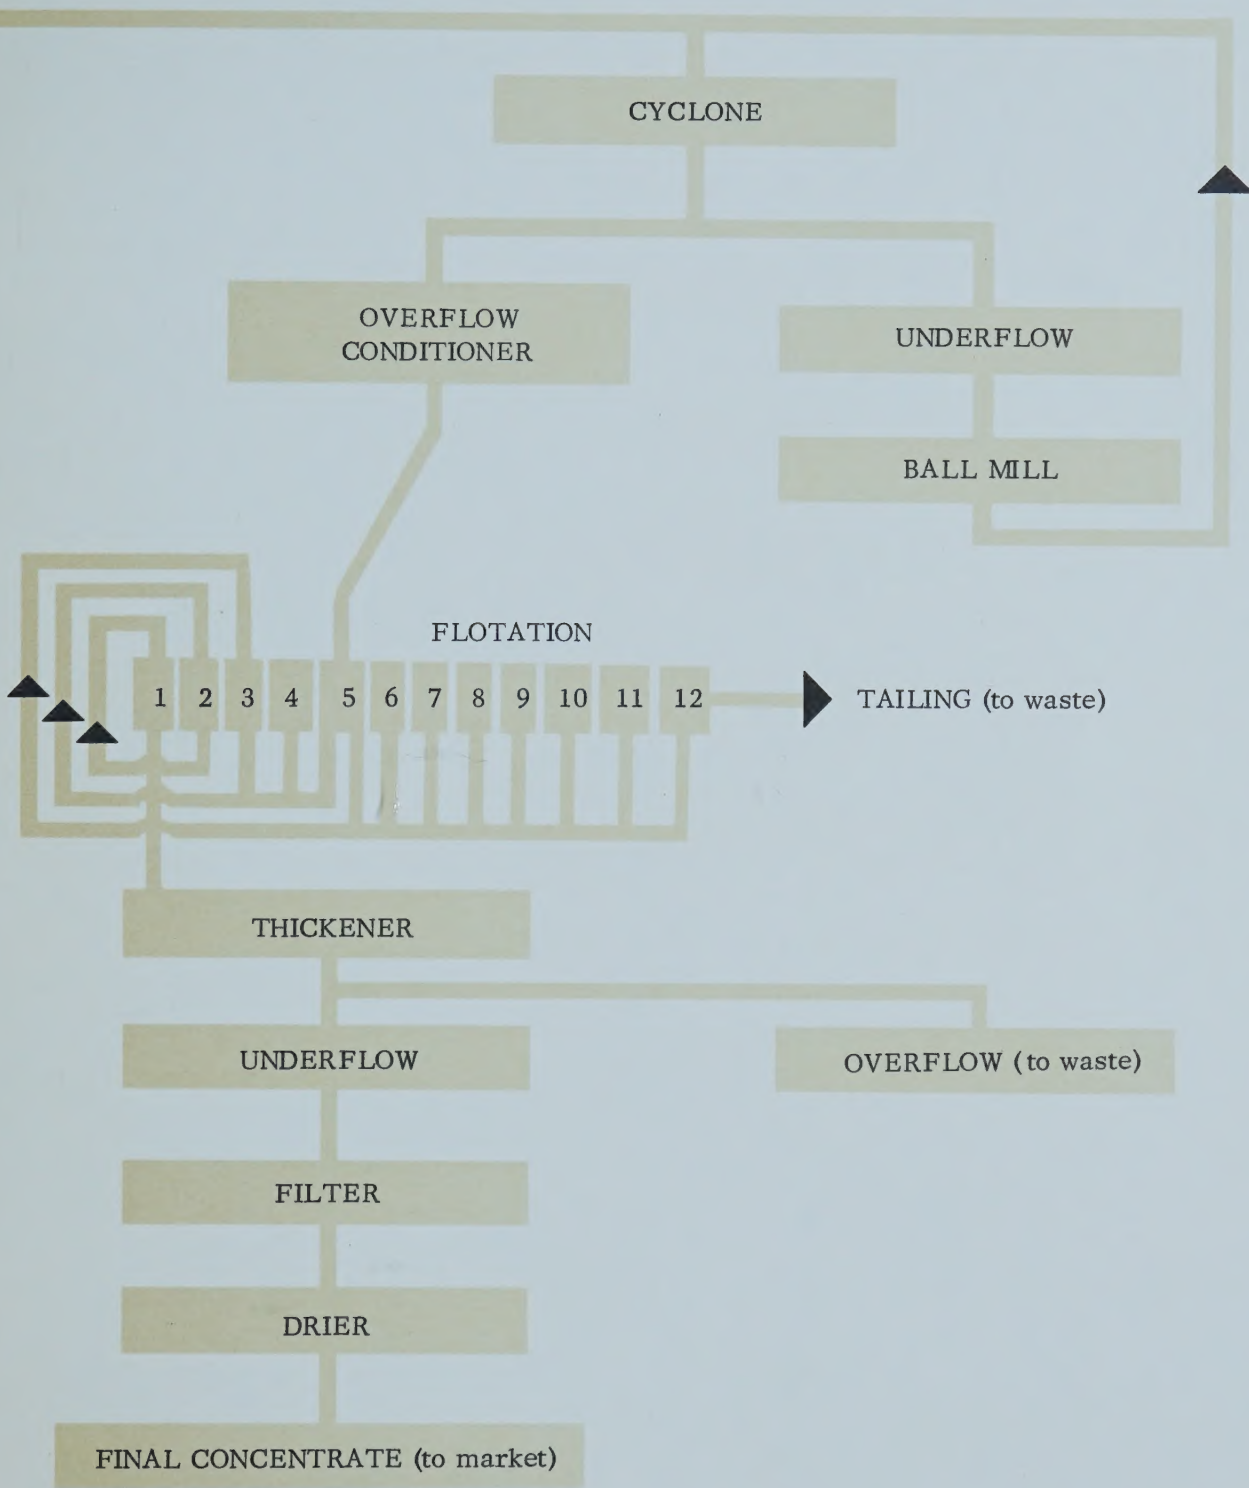 CYCLONE
OVERFLOW
CONDITIONER
UNDERFLOW
BALL MILL
FLOTATION
1 2 3 4 5 6 7 8 9 10 11 12
TAILING (to waste)
THICKENER
UNDERFLOW
OVERFLOW (to waste)
FILTER
DRIER
FINAL CONCENTRATE (to market)